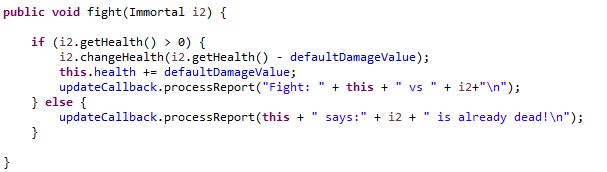 public void fight(Immortal i2) {
if (i2.getHealth() > 0) {
i2.changeHealth(i2.getHealth() - defaultDamageValue);
this.health += defaultDamageValue;
updateCallback.processReport("Fight: " + this + " vs " + i2+"\n");
} else {
updateCallback.processReport(this + " says:" + i2 + " is already dead!\n");
}
}